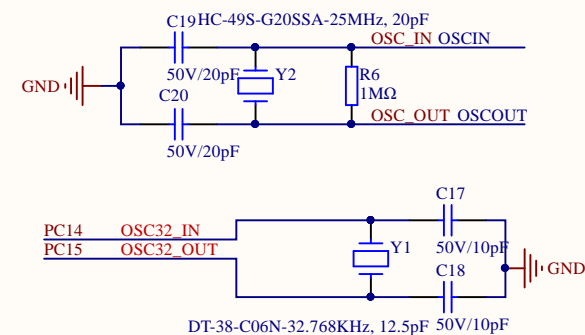 C19 HC-49S-G20SSA-25MHz, 20pF
OSC_IN OSCIN
50V/20pF
Y2
R6
1MΩ
GND
C20
OSC_OUT OSCOUT
50V/20pF
C17
PC14 OSC32_IN
50V/10pF
PC15 OSC32_OUT
Y1
C18
GND
DT-38-C06N-32.768KHz, 12.5pF
50V/10pF